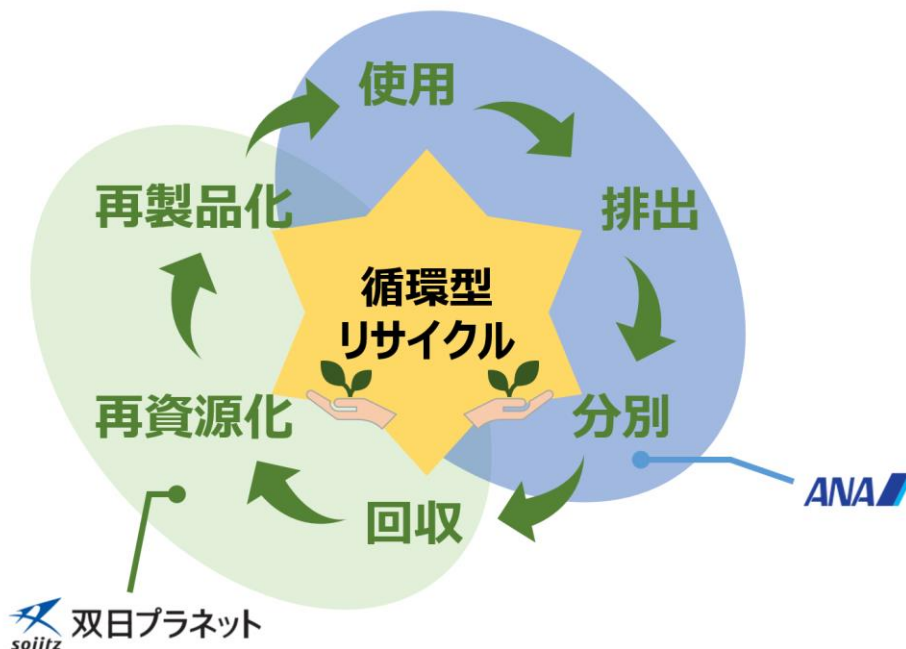 使用
排出
分別
回収
再資源化
再製品化
循環型
リサイクル
ANA
sojitz
双日プラネット